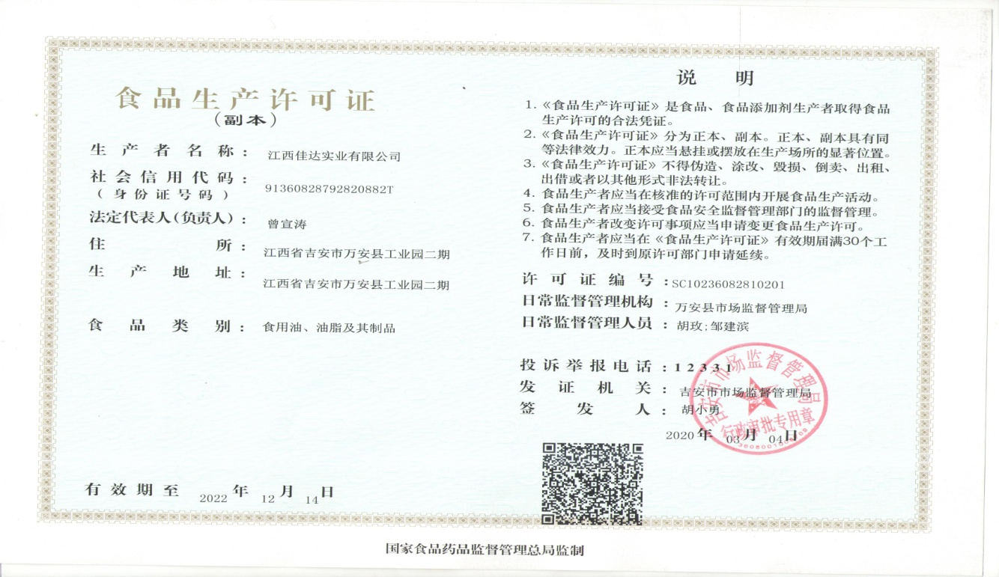 食品生产许可证
（副本）
生产者名称： 江西佳达实业有限公司
社会信用代码：
（身份证号码） 91360828792820882T
法定代表人（负责人）： 曾宣涛
住所： 江西省吉安市万安县工业园二期
生产地址： 江西省吉安市万安县工业园二期
食品类别： 食用油、油脂及其制品
有效期至 2022 年 12 月 14 日
说 明
1.《食品生产许可证》是食品、食品添加剂生产者取得食品
生产许可的合法凭证。
2.《食品生产许可证》分为正本、副本。正本、副本具有同
等法律效力。正本应当悬挂或摆放在生产场所的显著位置。
3.《食品生产许可证》不得伪造、涂改、毁损、倒卖、出租、
出借或者以其他形式非法转让。
4. 食品生产者应当在核准的许可范围内开展食品生产活动。
5. 食品生产者应当接受食品安全监督管理部门的监督管理。
6. 食品生产者改变许可事项应当申请变更食品生产许可。
7. 食品生产者应当在《食品生产许可证》有效期届满30个工
作日前，及时到原许可部门申请延续。
许可证编号：SC10236082810201
日常监督管理机构：万安县市场监督管理局
日常监督管理人员：胡玫;邹建滨
投诉举报电话：12331
发证机关：吉安市市场监督管理局
签发人：胡小勇
2020 年 03 月 04 日
吉安市市场监督管理局
行政审批专用章
国家食品药品监督管理总局监制